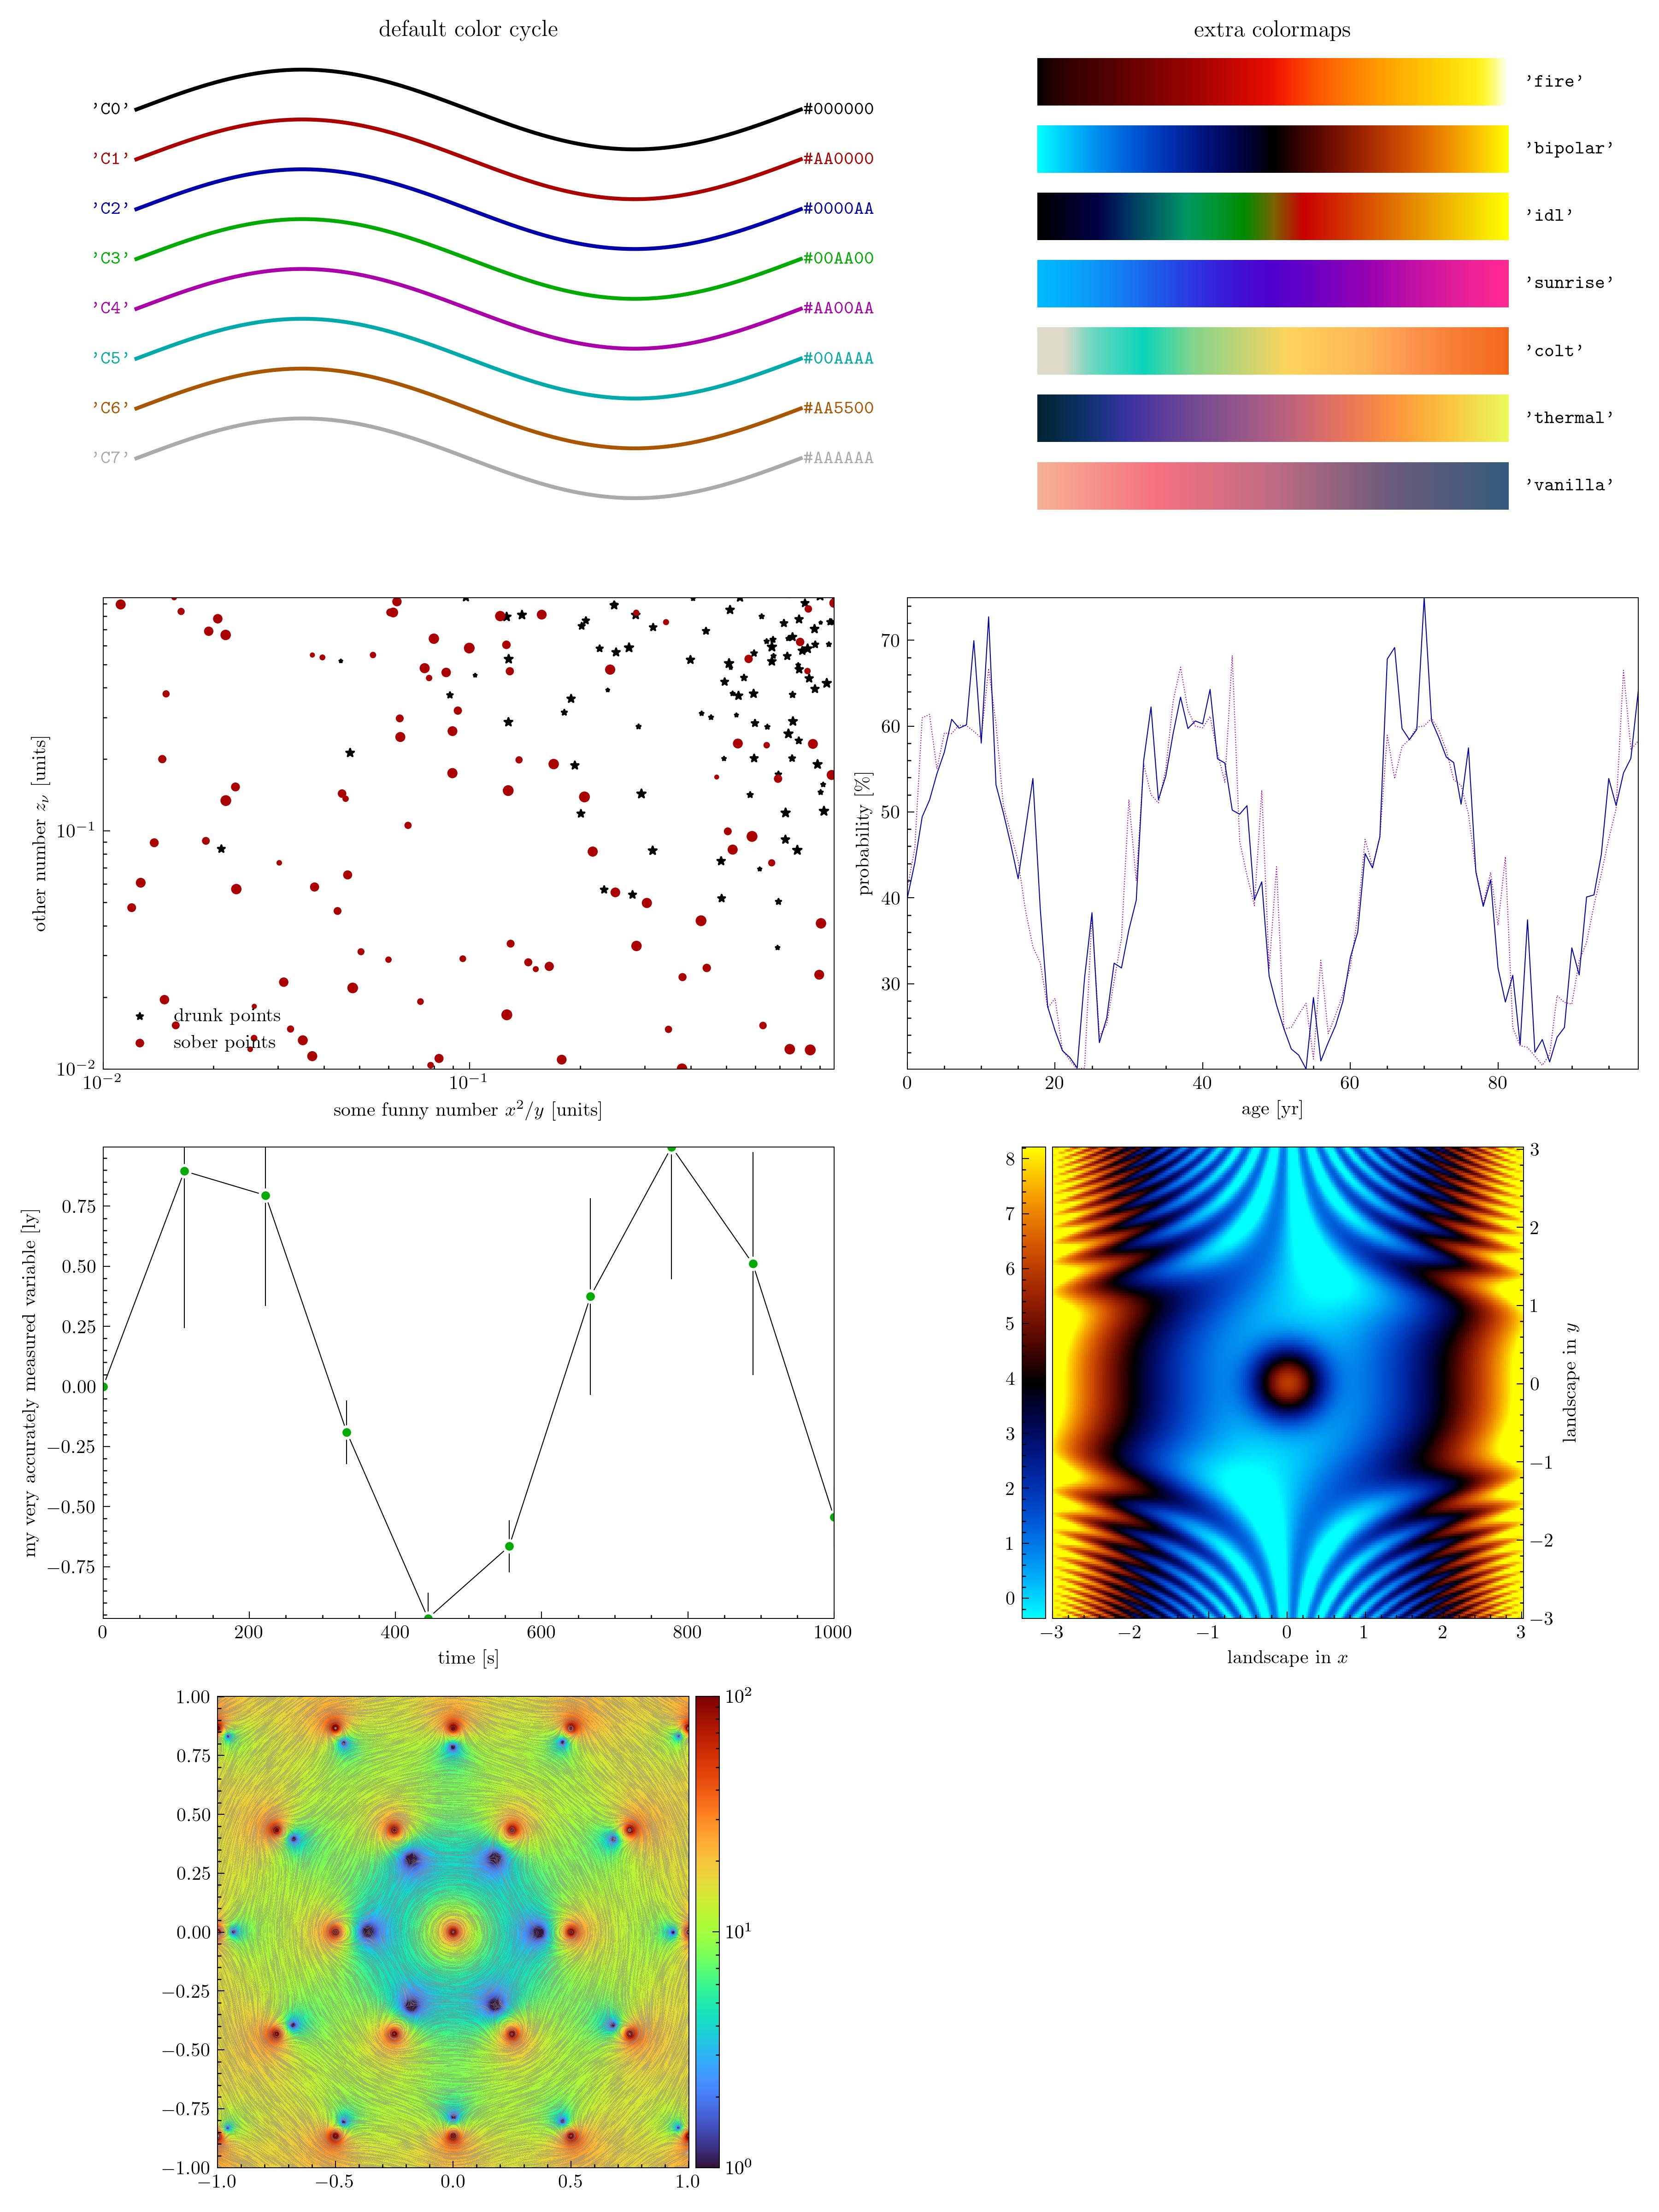 default color cycle
'C0' #000000
'C1' #AA0000
'C2' #0000AA
'C3' #00AA00
'C4' #AA00AA
'C5' #00AAAA
'C6' #AA5500
'C7' #AAAAAA
extra colormaps
'fire'
'bipolar'
'idl'
'sunrise'
'colt'
'thermal'
'vanilla'
other number z_ν [units]
10⁻¹
10⁻²
drunk points
sober points
10⁻² 10⁻¹
some funny number x²/y [units]
probability [%]
70
60
50
40
30
0 20 40 60 80
age [yr]
my very accurately measured variable [ly]
0.75
0.50
0.25
0.00
−0.25
−0.50
−0.75
0 200 400 600 800 1000
time [s]
8
7
6
5
4
3
2
1
0
3
2
1
0
−1
−2
−3
landscape in y
−3 −2 −1 0 1 2 3
landscape in x
1.00
0.75
0.50
0.25
0.00
−0.25
−0.50
−0.75
−1.00
−1.0 −0.5 0.0 0.5 1.0
10²
10¹
10⁰